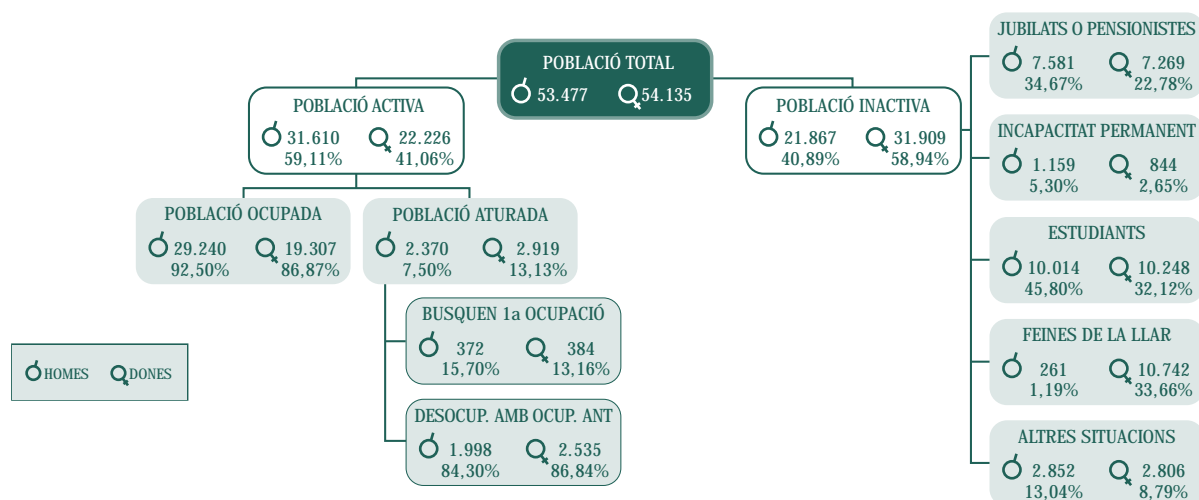 POBLACIÓ TOTAL
53.477 54.135
POBLACIÓ ACTIVA
31.610 22.226
59,11% 41,06%
POBLACIÓ OCUPADA
29.240 19.307
92,50% 86,87%
POBLACIÓ ATURADA
2.370 2.919
7,50% 13,13%
BUSQUEN 1a OCUPACIÓ
372 384
15,70% 13,16%
DESOCUP. AMB OCUP. ANT
1.998 2.535
84,30% 86,84%
POBLACIÓ INACTIVA
21.867 31.909
40,89% 58,94%
JUBILATS O PENSIONISTES
7.581 7.269
34,67% 22,78%
INCAPACITAT PERMANENT
1.159 844
5,30% 2,65%
ESTUDIANTS
10.014 10.248
45,80% 32,12%
FEINES DE LA LLAR
261 10.742
1,19% 33,66%
ALTRES SITUACIONS
2.852 2.806
13,04% 8,79%
HOMES DONES